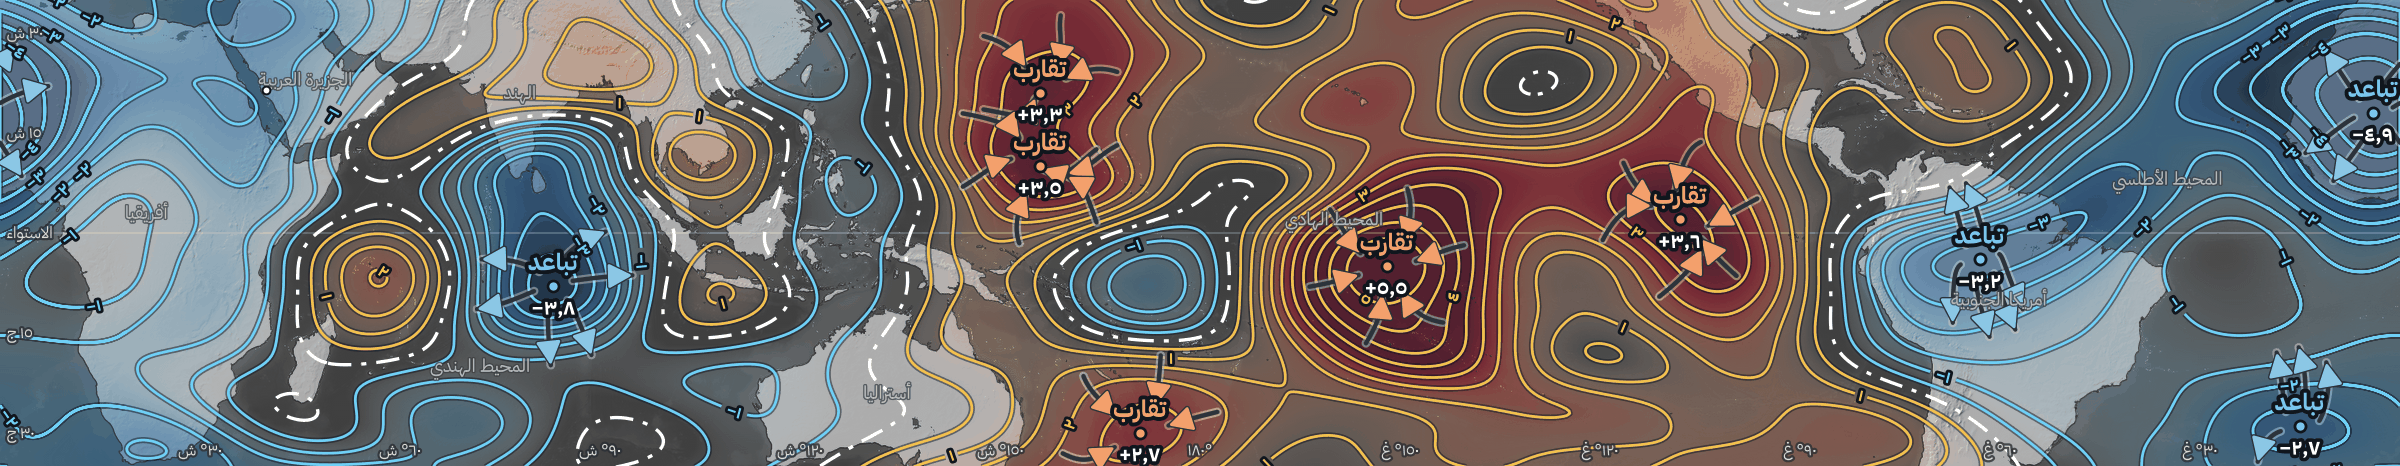 ٣٠° ش
١٥ ش
الاستواء
١٥ ج
٣٠ ج
الجزيرة العربية
الهند
أفريقيا
المحيط الهندي
أستراليا
المحيط الهادي
المحيط الأطلسي
أمريكا الجنوبية
تقارب
+٣,٣
تقارب
+٣,٥
تباعد
−٣,٨
تقارب
+٥,٥
تقارب
+٣,٦
تقارب
+٢,٧
تباعد
−٣,٢
تباعد
−٤,٩
تباعد
−٢,٧
٣٠° ش
٦٠° ش
٩٠° ش
١٢٠° ش
١٥٠° ش
١٨٠°
١٥٠° غ
١٢٠° غ
٩٠° غ
٦٠° غ
٣٠° غ